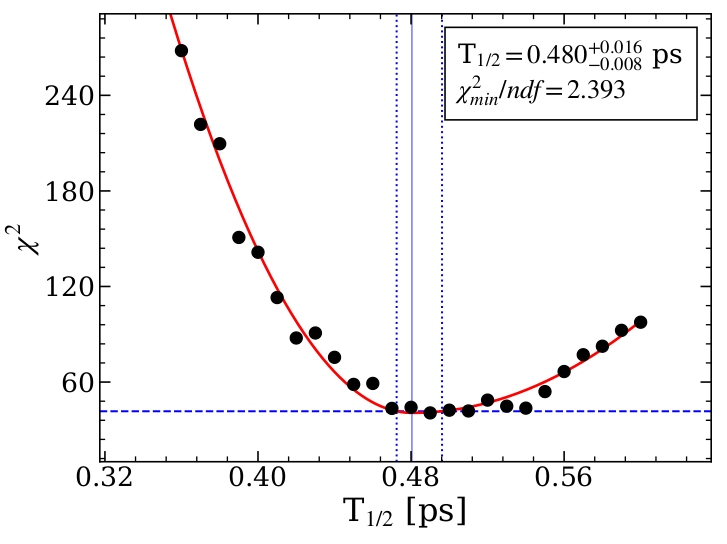 T₁/₂ = 0.480⁺⁰·⁰¹⁶₋₀.₀₀₈ ps
χ²ₘᵢₙ/ndf = 2.393
χ²
240
180
120
60
0.32 0.40 0.48 0.56
T₁/₂ [ps]